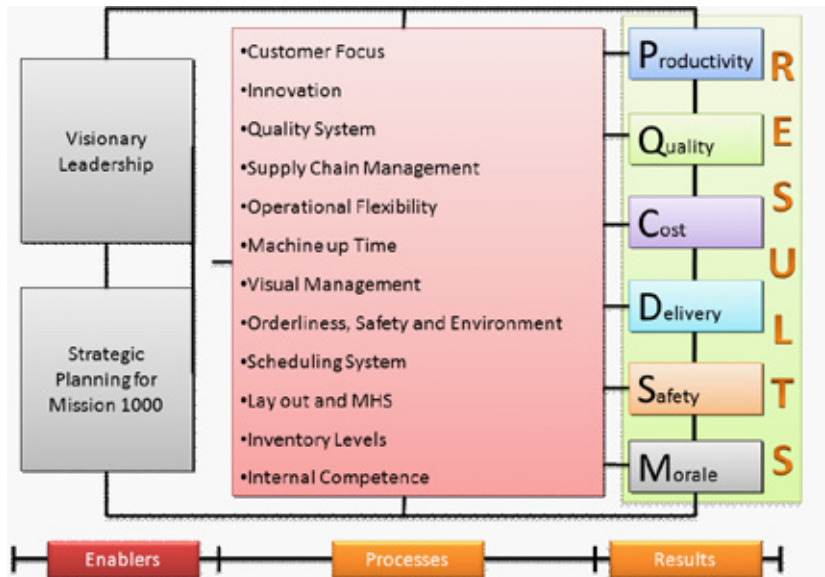 Visionary
Leadership
Strategic
Planning for
Mission 1000
•Customer Focus
•Innovation
•Quality System
•Supply Chain Management
•Operational Flexibility
•Machine up Time
•Visual Management
•Orderliness, Safety and Environment
•Scheduling System
•Lay out and MHS
•Inventory Levels
•Internal Competence
Productivity
Quality
Cost
Delivery
Safety
Morale
R
E
S
U
L
T
S
Enablers
Processes
Results